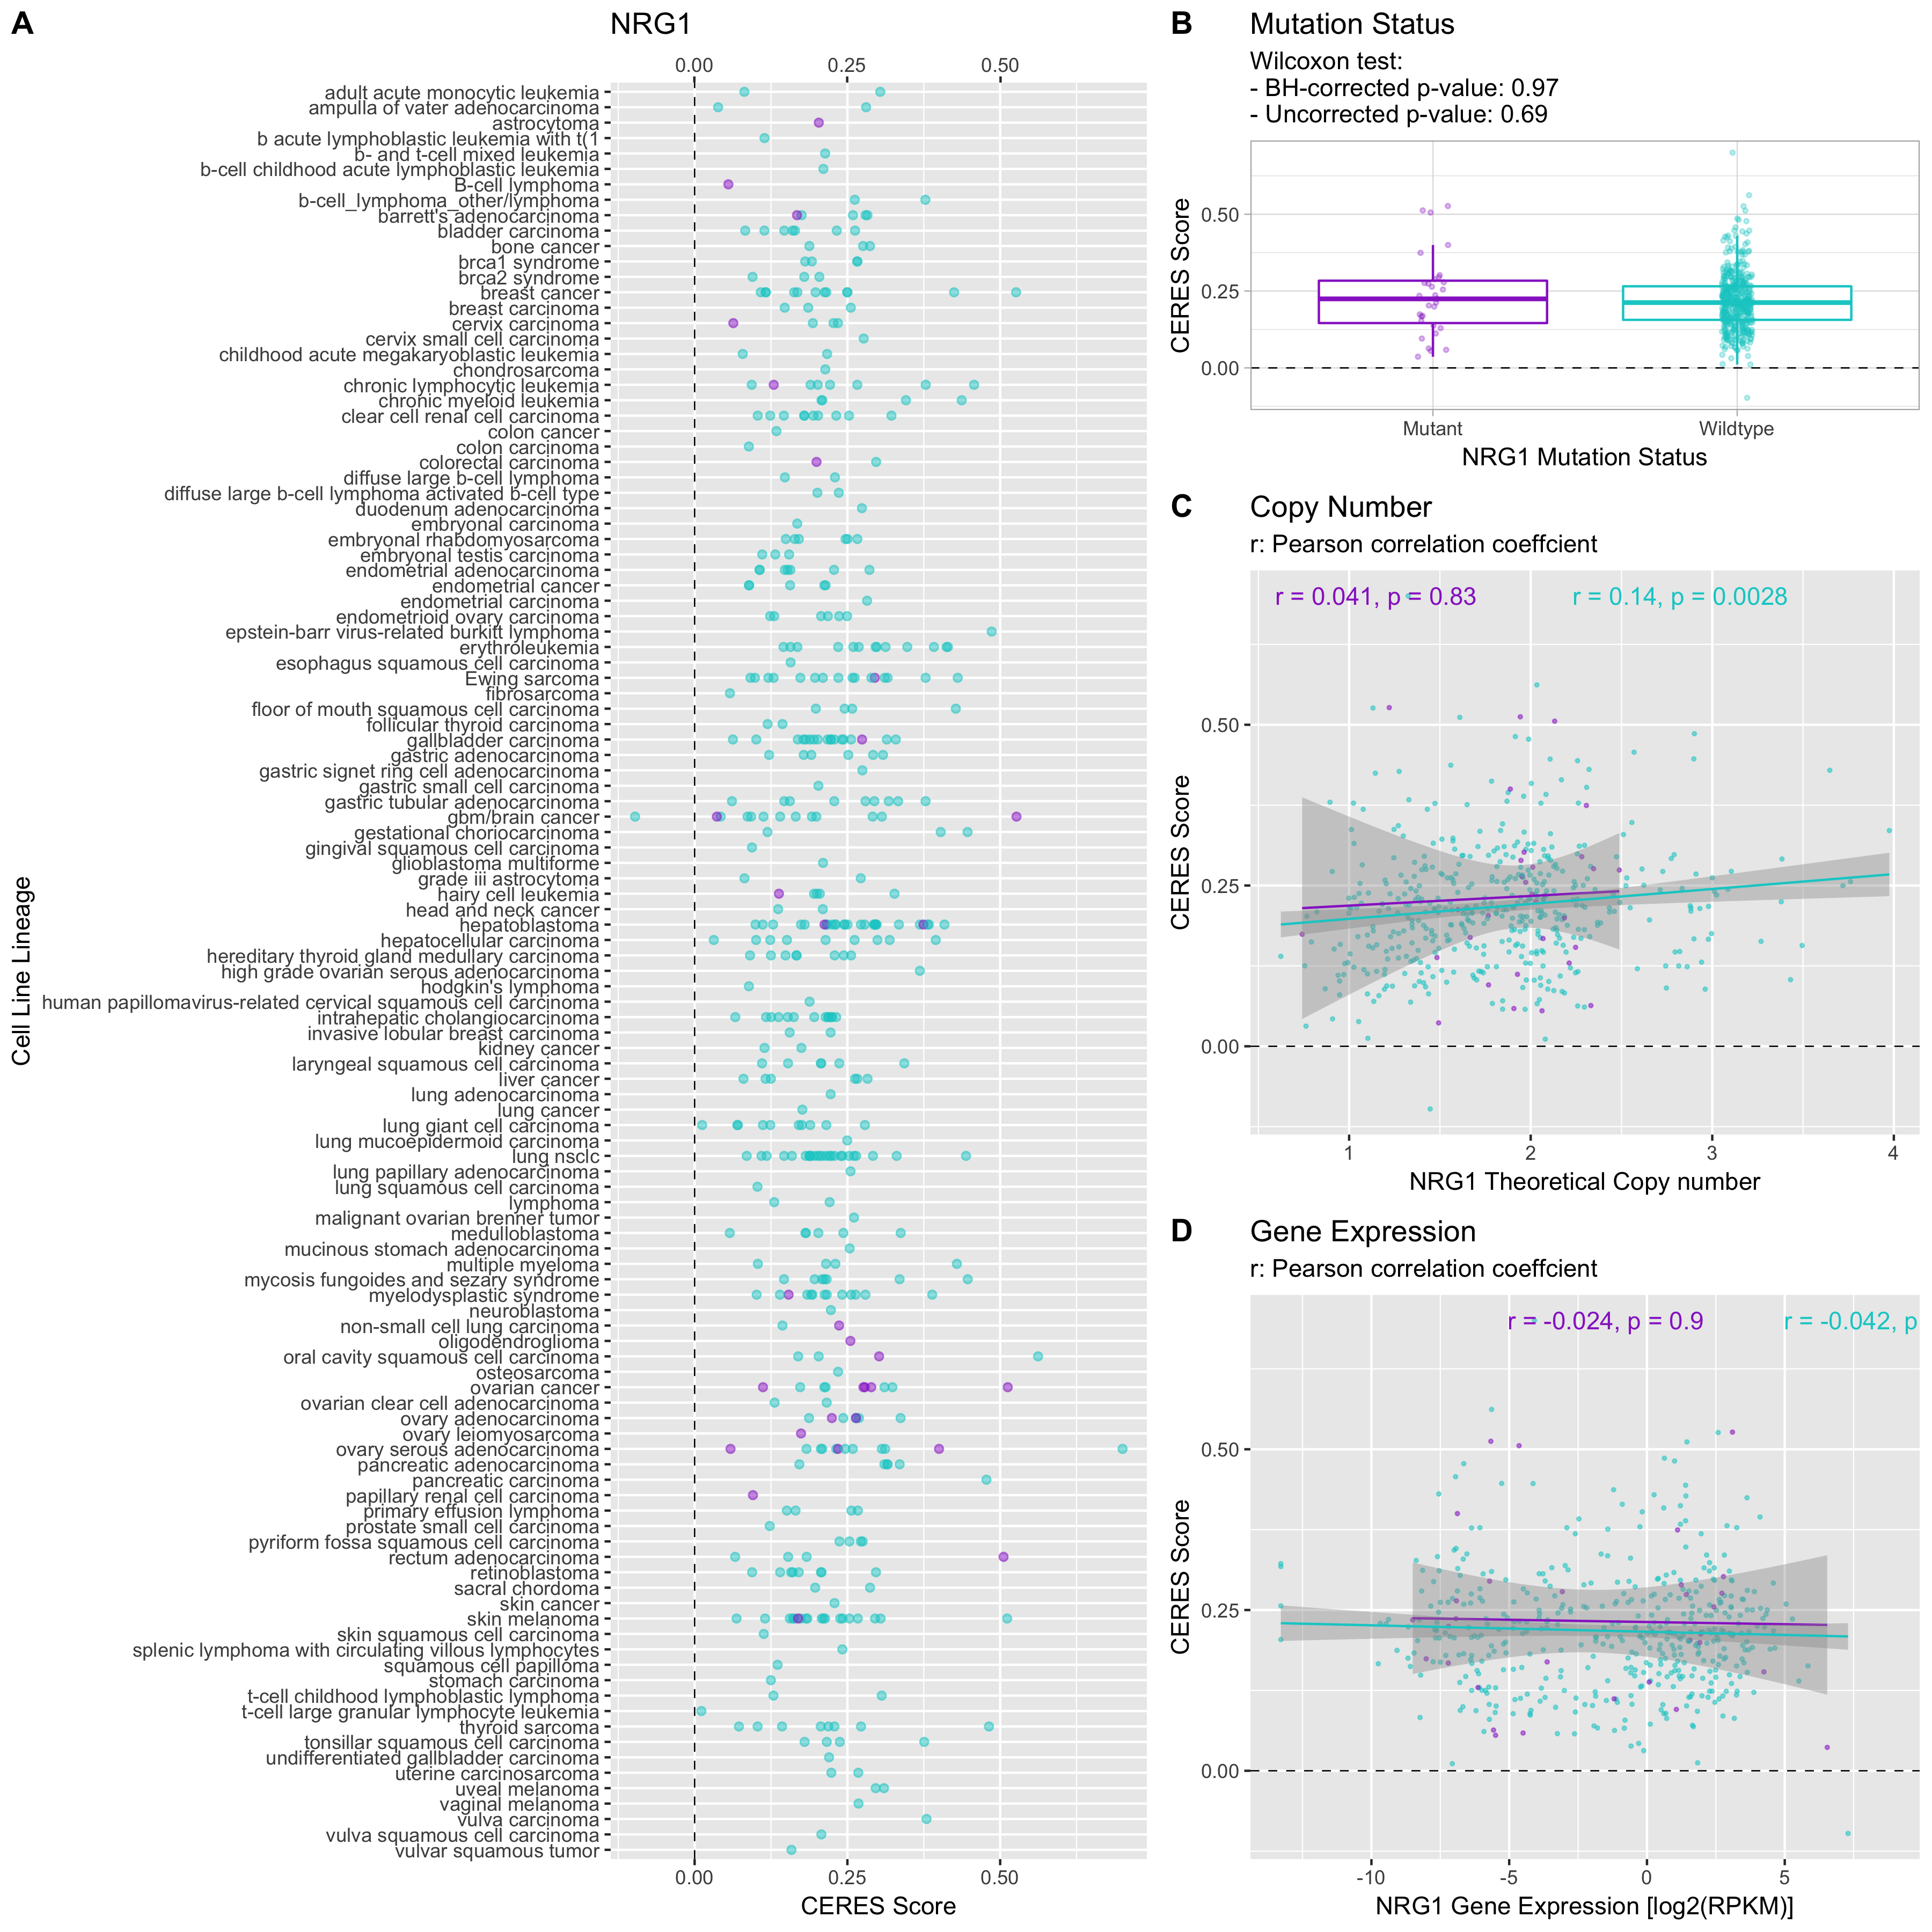 A
NRG1
0.00 0.25 0.50
Cell Line Lineage
adult acute monocytic leukemia
ampulla of vater adenocarcinoma
astrocytoma
b acute lymphoblastic leukemia with t(1
b- and t-cell mixed leukemia
b-cell childhood acute lymphoblastic leukemia
B-cell lymphoma
b-cell_lymphoma_other/lymphoma
barrett's adenocarcinoma
bladder carcinoma
bone cancer
brca1 syndrome
brca2 syndrome
breast cancer
breast carcinoma
cervix carcinoma
cervix small cell carcinoma
childhood acute megakaryoblastic leukemia
chondrosarcoma
chronic lymphocytic leukemia
chronic myeloid leukemia
clear cell renal cell carcinoma
colon cancer
colon carcinoma
colorectal carcinoma
diffuse large b-cell lymphoma
diffuse large b-cell lymphoma activated b-cell type
duodenum adenocarcinoma
embryonal carcinoma
embryonal rhabdomyosarcoma
embryonal testis carcinoma
endometrial adenocarcinoma
endometrial cancer
endometrial carcinoma
endometrioid ovary carcinoma
epstein-barr virus-related burkitt lymphoma
erythroleukemia
esophagus squamous cell carcinoma
Ewing sarcoma
fibrosarcoma
floor of mouth squamous cell carcinoma
follicular thyroid carcinoma
gallbladder carcinoma
gastric adenocarcinoma
gastric signet ring cell adenocarcinoma
gastric small cell carcinoma
gastric tubular adenocarcinoma
gbm/brain cancer
gestational choriocarcinoma
gingival squamous cell carcinoma
glioblastoma multiforme
grade iii astrocytoma
hairy cell leukemia
head and neck cancer
hepatoblastoma
hepatocellular carcinoma
hereditary thyroid gland medullary carcinoma
high grade ovarian serous adenocarcinoma
hodgkin's lymphoma
human papillomavirus-related cervical squamous cell carcinoma
intrahepatic cholangiocarcinoma
invasive lobular breast carcinoma
kidney cancer
laryngeal squamous cell carcinoma
liver cancer
lung adenocarcinoma
lung cancer
lung giant cell carcinoma
lung mucoepidermoid carcinoma
lung nsclc
lung papillary adenocarcinoma
lung squamous cell carcinoma
lymphoma
malignant ovarian brenner tumor
medulloblastoma
mucinous stomach adenocarcinoma
multiple myeloma
mycosis fungoides and sezary syndrome
myelodysplastic syndrome
neuroblastoma
non-small cell lung carcinoma
oligodendroglioma
oral cavity squamous cell carcinoma
osteosarcoma
ovarian cancer
ovarian clear cell adenocarcinoma
ovary adenocarcinoma
ovary leiomyosarcoma
ovary serous adenocarcinoma
pancreatic adenocarcinoma
pancreatic carcinoma
papillary renal cell carcinoma
primary effusion lymphoma
prostate small cell carcinoma
pyriform fossa squamous cell carcinoma
rectum adenocarcinoma
retinoblastoma
sacral chordoma
skin cancer
skin melanoma
skin squamous cell carcinoma
splenic lymphoma with circulating villous lymphocytes
squamous cell papilloma
stomach carcinoma
t-cell childhood lymphoblastic lymphoma
t-cell large granular lymphocyte leukemia
thyroid sarcoma
tonsillar squamous cell carcinoma
undifferentiated gallbladder carcinoma
uterine carcinosarcoma
uveal melanoma
vaginal melanoma
vulva carcinoma
vulva squamous cell carcinoma
vulvar squamous tumor
0.00 0.25 0.50
CERES Score
B
Mutation Status
Wilcoxon test:
- BH-corrected p-value: 0.97
- Uncorrected p-value: 0.69
CERES Score
0.50
0.25
0.00
Mutant Wildtype
NRG1 Mutation Status
C
Copy Number
r: Pearson correlation coeffcient
r = 0.041, p = 0.83 r = 0.14, p = 0.0028
CERES Score
0.50
0.25
0.00
1 2 3 4
NRG1 Theoretical Copy number
D
Gene Expression
r: Pearson correlation coeffcient
r = -0.024, p = 0.9 r = -0.042, p
CERES Score
0.50
0.25
0.00
-10 -5 0 5
NRG1 Gene Expression [log2(RPKM)]